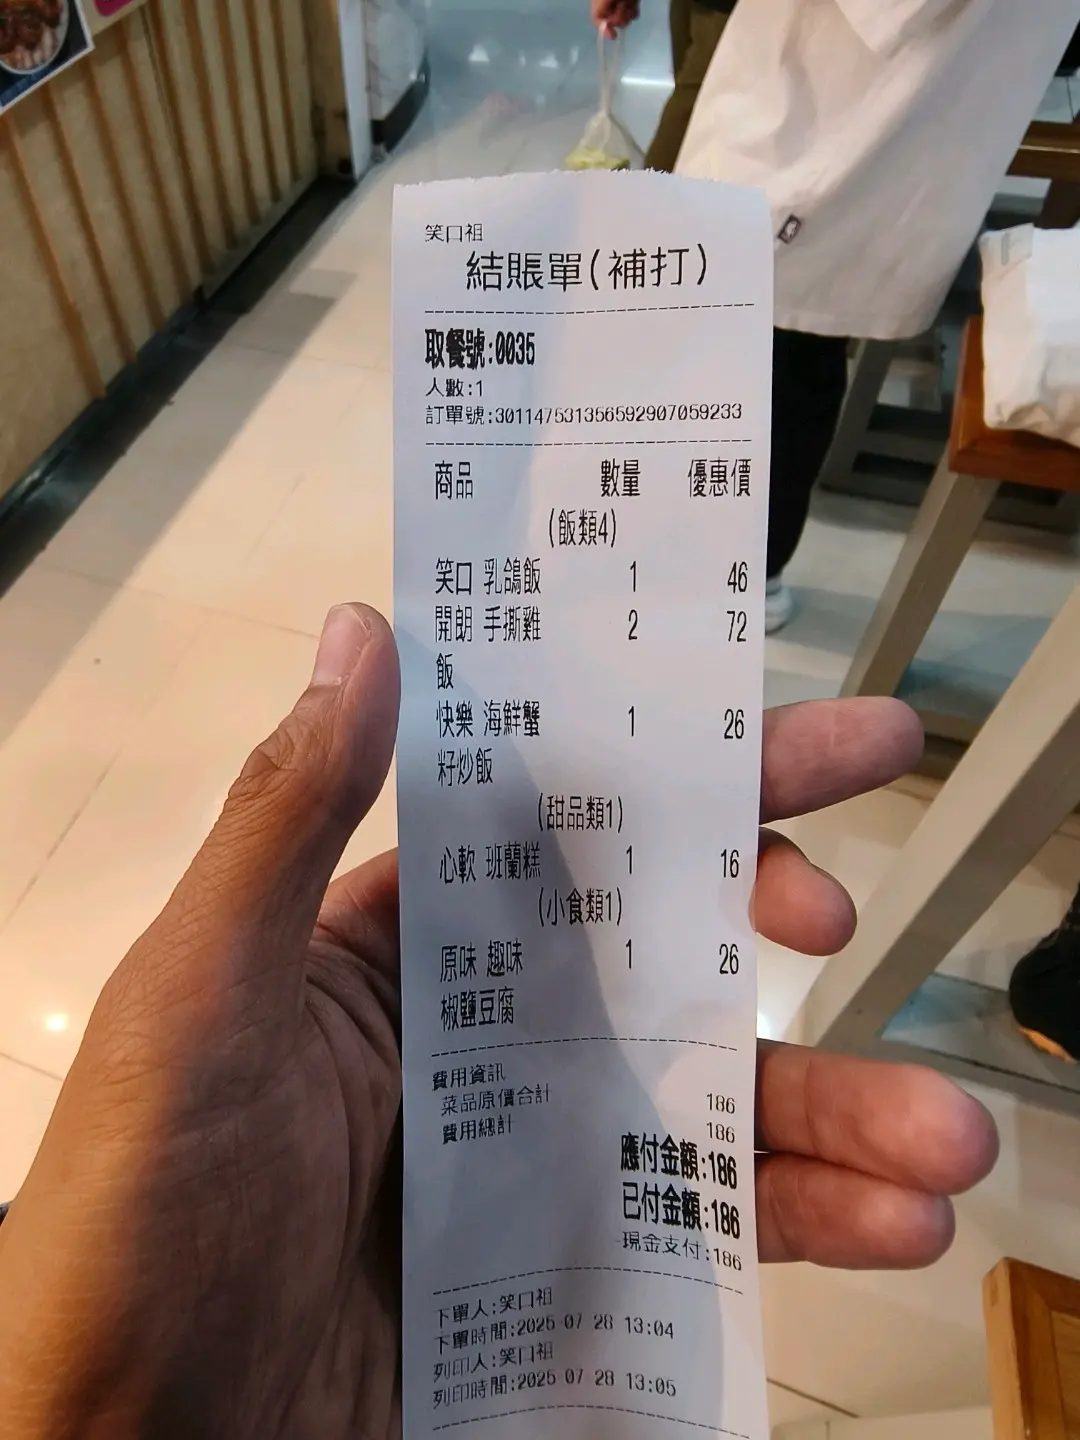 笑口祖
結賬單(補打)
取餐號:0035
人數:1
訂單號:301147531356592907059233
商品 數量 優惠價
(飯類4)
笑口 乳鴿飯 1 46
開朗 手撕雞 2 72
飯
快樂 海鮮蟹 1 26
籽炒飯
(甜品類1)
心軟 班蘭糕 1 16
(小食類1)
原味 趣味 1 26
椒鹽豆腐
費用資訊
菜品原價合計 186
費用總計 186
應付金額:186
已付金額:186
現金支付:186
下單人:笑口祖
下單時間:2025 07 28 13:04
列印人:笑口祖
列印時間:2025 07 28 13:05